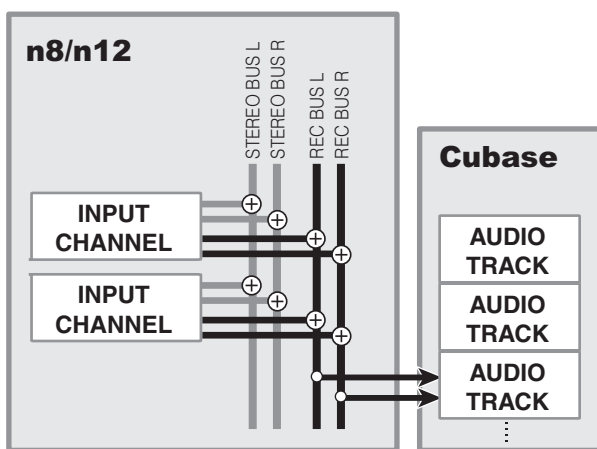 n8/n12
STEREO BUS L
STEREO BUS R
REC BUS L
REC BUS R
Cubase
INPUT
CHANNEL
INPUT
CHANNEL
AUDIO
TRACK
AUDIO
TRACK
AUDIO
TRACK